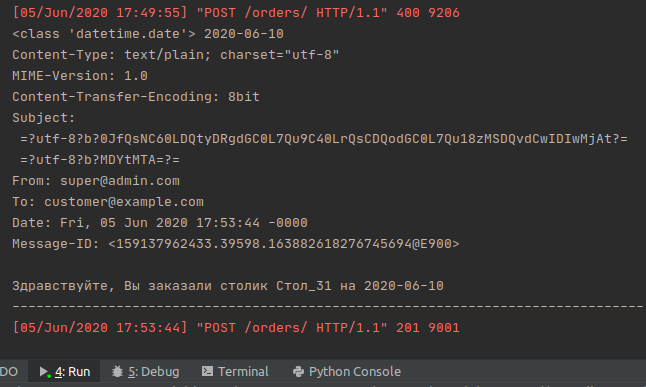 [05/Jun/2020 17:49:55] "POST /orders/ HTTP/1.1" 400 9206
<class 'datetime.date'> 2020-06-10
Content-Type: text/plain; charset="utf-8"
MIME-Version: 1.0
Content-Transfer-Encoding: 8bit
Subject:
 =?utf-8?b?0JfQsNC60LDQtyDRgdGC0L7Qu9C40LrQsCDQodGC0L7Qu18zMSDQvdCwIDIwMjAt?=
 =?utf-8?b?MDYtMTA=?=
From: super@admin.com
To: customer@example.com
Date: Fri, 05 Jun 2020 17:53:44 -0000
Message-ID: <159137962433.39598.163882618276745694@E900>
Здравствуйте, Вы заказали столик Стол_31 на 2020-06-10
-------------------------------------------------------------------------------
[05/Jun/2020 17:53:44] "POST /orders/ HTTP/1.1" 201 9001
DO 4: Run 5: Debug Terminal Python Console